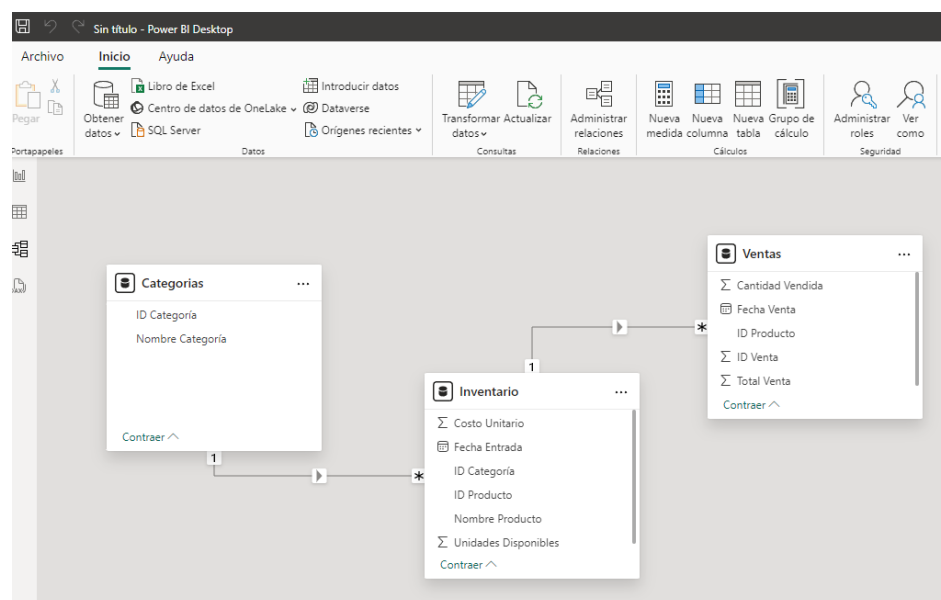 Sin título - Power BI Desktop
Archivo Inicio Ayuda
Pegar
Portapapeles
Obtener datos
Libro de Excel
Centro de datos de OneLake
SQL Server
Introducir datos
Dataverse
Orígenes recientes
Datos
Transformar datos
Actualizar
Consultas
Administrar relaciones
Relaciones
Nueva medida
Nueva columna
Nueva tabla
Grupo de cálculo
Cálculos
Administrar roles
Ver como
Seguridad
Categorias
ID Categoría
Nombre Categoría
Contraer
1
*
Inventario
1
Costo Unitario
Fecha Entrada
ID Categoría
ID Producto
Nombre Producto
Unidades Disponibles
Contraer
*
Ventas
Cantidad Vendida
Fecha Venta
ID Producto
ID Venta
Total Venta
Contraer